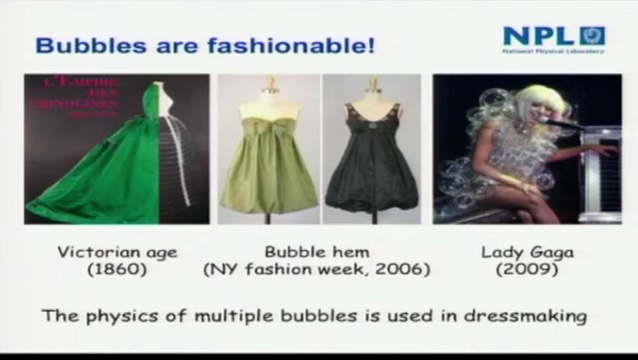 Bubbles are fashionable!
NPL
National Physical Laboratory
L'EMPIRE
DES
CRINOLINES
Victorian age
(1860)
Bubble hem
(NY fashion week, 2006)
Lady Gaga
(2009)
The physics of multiple bubbles is used in dressmaking